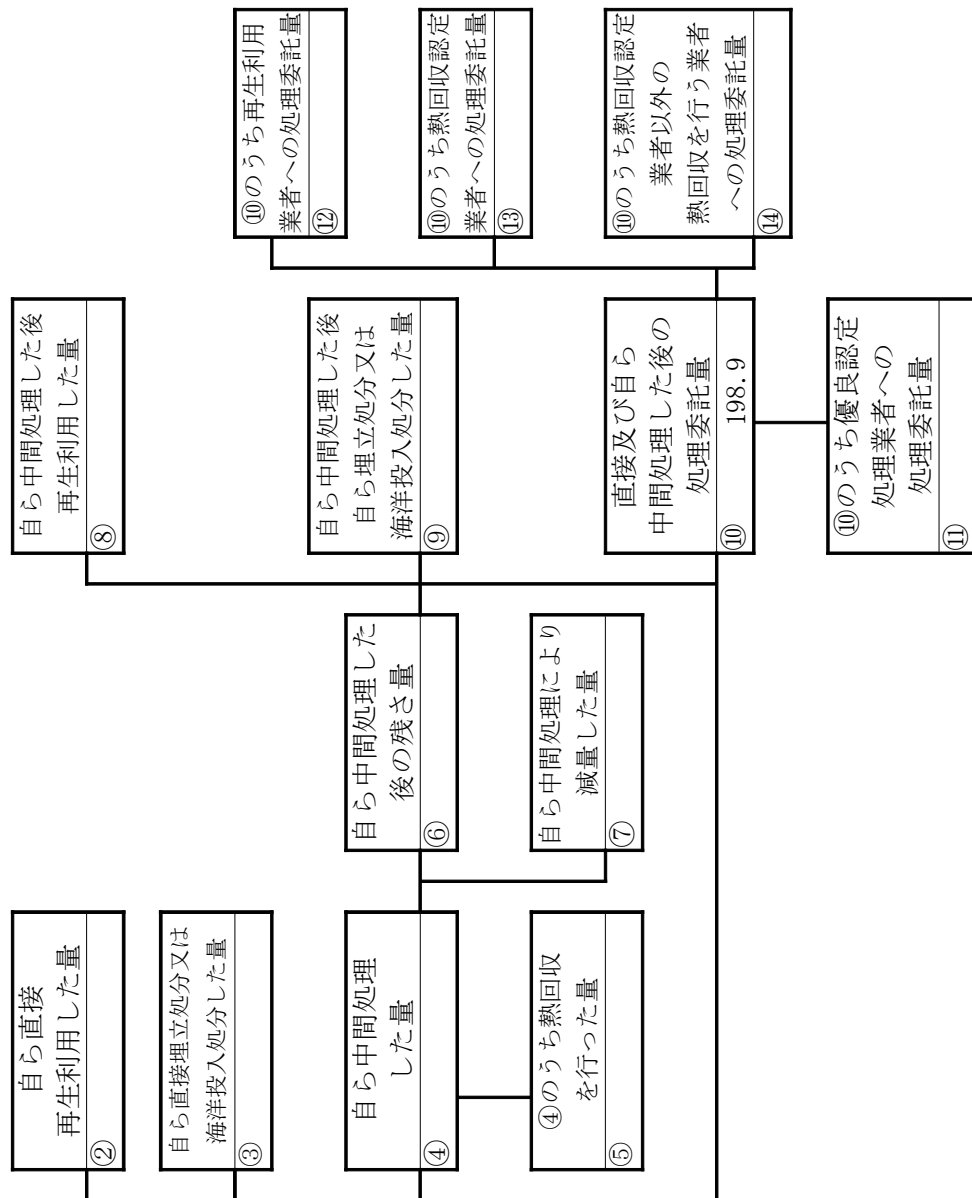 自ら直接
再生利用した量
②
自ら直接埋立処分又は
海洋投入処分した量
③
自ら中間処理
した量
④
④のうち熱回収
を行った量
⑤
自ら中間処理した
後の残さ量
⑥
自ら中間処理により
減量した量
⑦
自ら中間処理した後
再生利用した量
⑧
自ら中間処理した後
自ら埋立処分又は
海洋投入処分した量
⑨
直接及び自ら
中間処理した後の
処理委託量
⑩ 198.9
⑩のうち優良認定
処理業者への
処理委託量
⑪
⑩のうち再生利用
業者への処理委託量
⑫
⑩のうち熱回収認定
業者への処理委託量
⑬
⑩のうち熱回収認定
業者以外の
熱回収を行う業者
への処理委託量
⑭